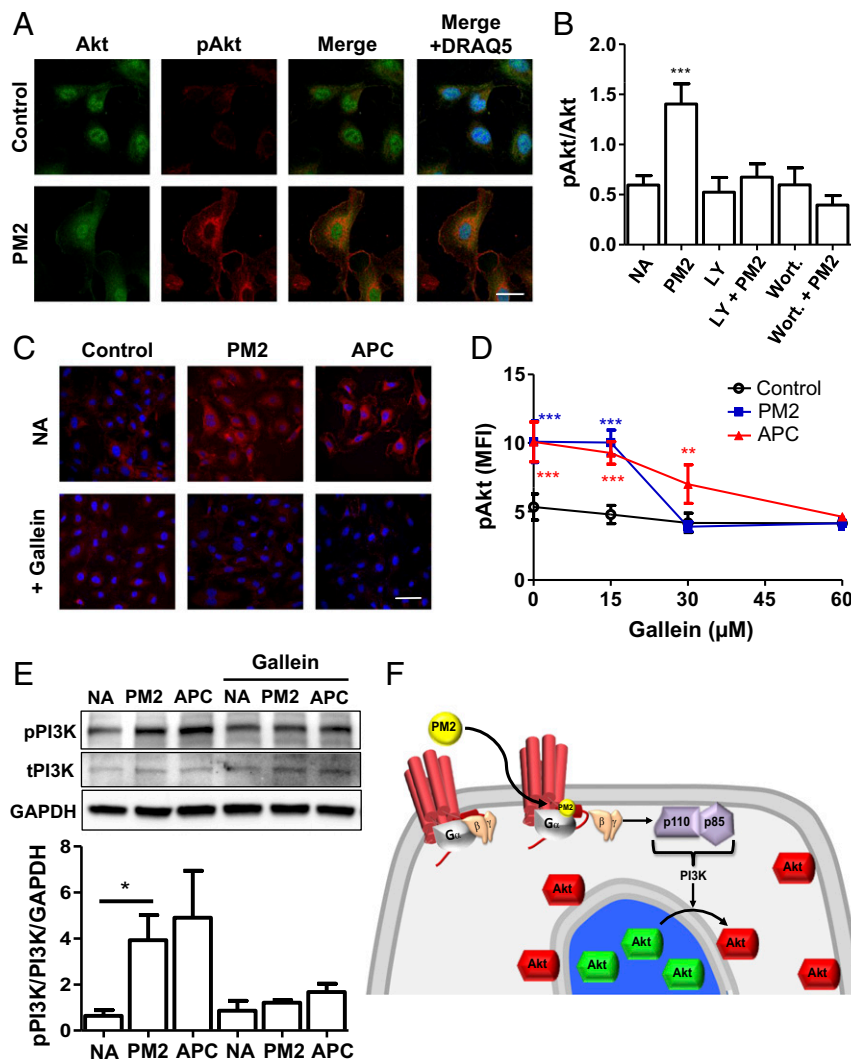 A
Akt
pAkt
Merge
Merge
+DRAQ5
Control
PM2
B
pAkt/Akt
2.0
1.5
1.0
0.5
0.0
***
NA
PM2
LY
LY + PM2
Wort.
Wort. + PM2
C
Control
PM2
APC
NA
+ Gallein
D
pAkt (MFI)
15
10
5
0
***
***
***
***
**
Control
PM2
APC
0
15
30
45
60
Gallein (µM)
E
Gallein
NA
PM2
APC
NA
PM2
APC
pPI3K
tPI3K
GAPDH
pPI3K/PI3K/GAPDH
8
6
4
2
0
*
NA
PM2
APC
NA
PM2
APC
F
PM2
Gα
β
γ
PM2
Gα
β
γ
p110
p85
PI3K
Akt
Akt
Akt
Akt
Akt
Akt
Akt
Akt
Akt